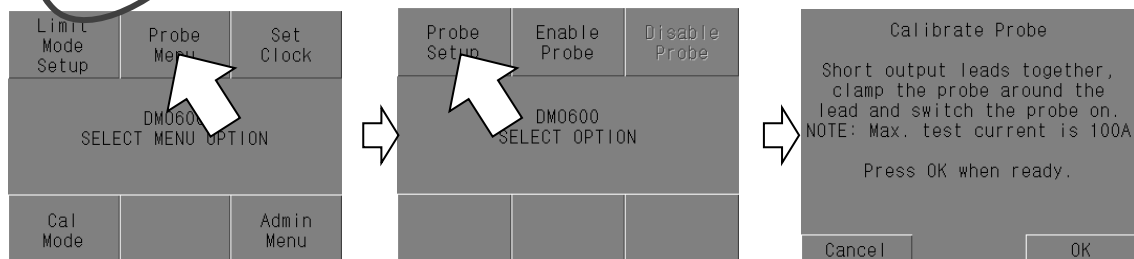 Limit
Mode
Setup
Probe
Menu
Set
Clock
DMO600
SELECT MENU OPTION
Cal
Mode
Admin
Menu
Probe
Setup
Enable
Probe
Disable
Probe
DMO600
SELECT OPTION
Calibrate Probe
Short output leads together,
clamp the probe around the
lead and switch the probe on.
NOTE: Max. test current is 100A
Press OK when ready.
Cancel
OK